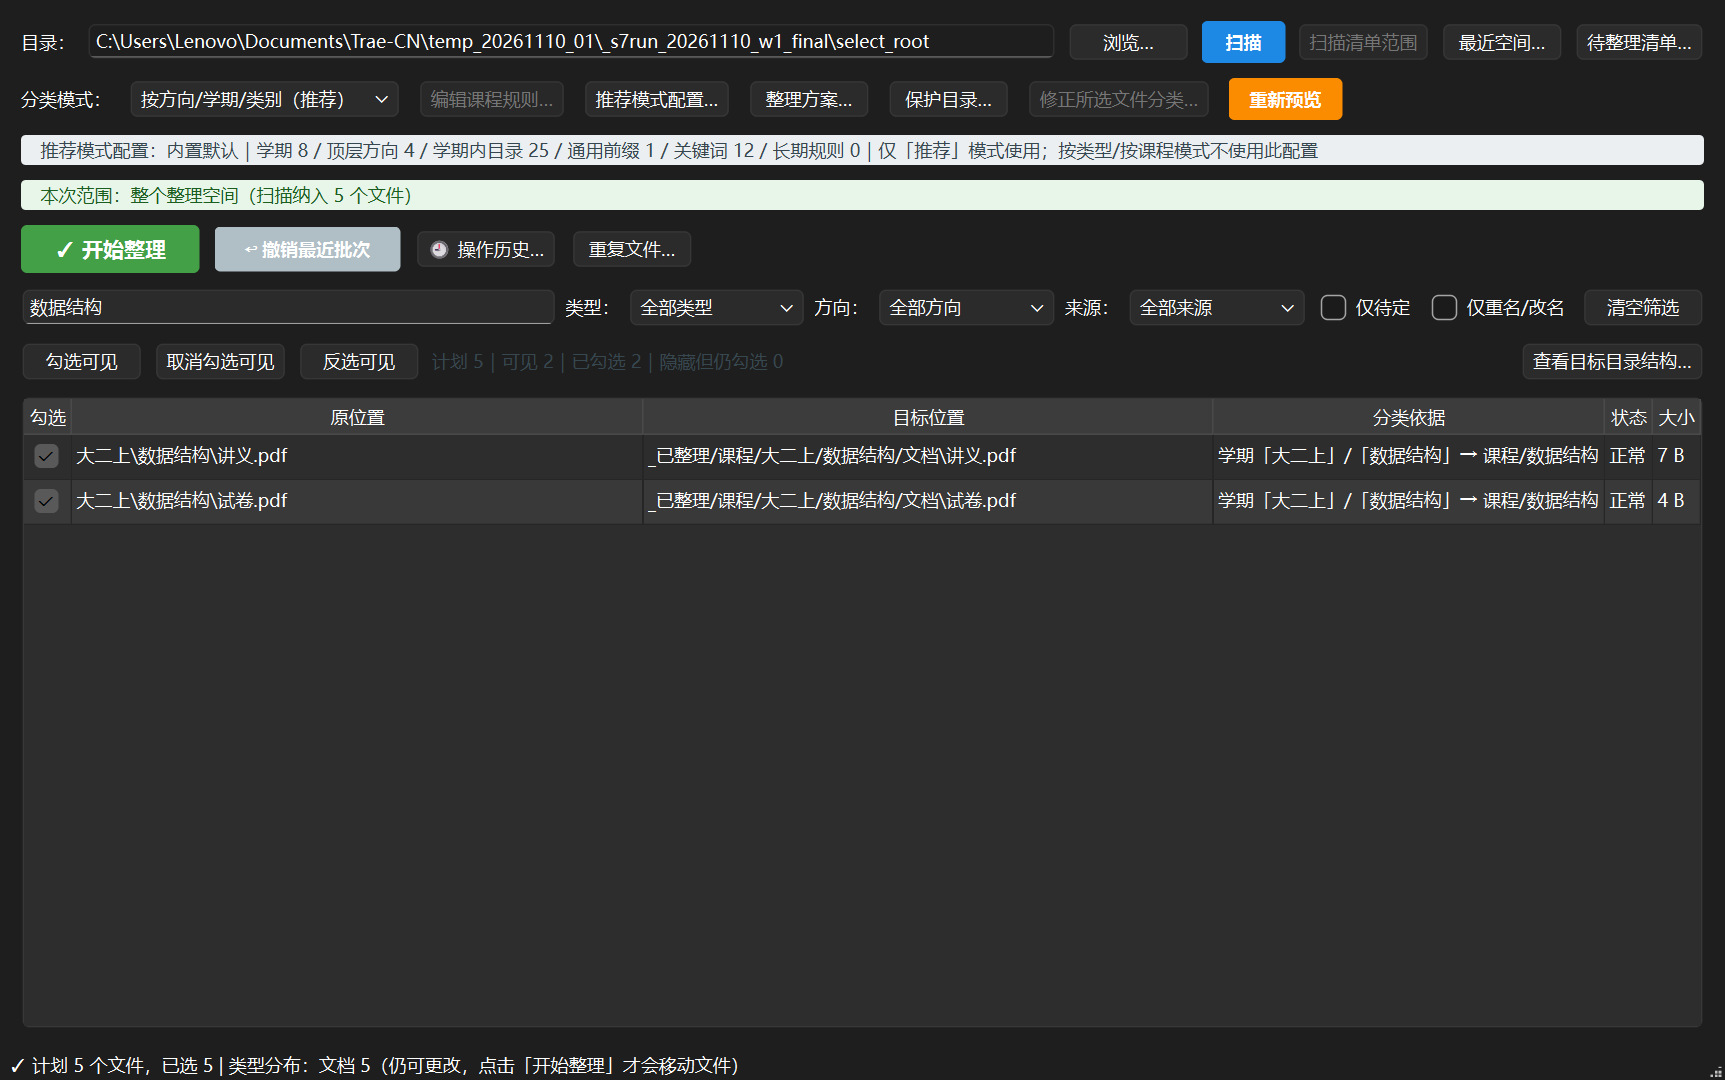 目录： C:\Users\Lenovo\Documents\Trae-CN\temp_20261110_01\_s7run_20261110_w1_final\select_root 浏览... 扫描 扫描清单范围 最近空间... 待整理清单...
分类模式： 按方向/学期/类别（推荐） 编辑课程规则... 推荐模式配置... 整理方案... 保护目录... 修正所选文件分类... 重新预览
推荐模式配置：内置默认 | 学期 8 / 顶层方向 4 / 学期内目录 25 / 通用前缀 1 / 关键词 12 / 长期规则 0 | 仅「推荐」模式使用；按类型/按课程模式不使用此配置
本次范围：整个整理空间（扫描纳入 5 个文件）
✓ 开始整理 ↩ 撤销最近批次 🕘 操作历史... 重复文件...
数据结构 类型： 全部类型 方向： 全部方向 来源： 全部来源 仅待定 仅重名/改名 清空筛选
勾选可见 取消勾选可见 反选可见 计划 5 | 可见 2 | 已勾选 2 | 隐藏但仍勾选 0 查看目标目录结构...
勾选 原位置 目标位置 分类依据 状态 大小
大二上\数据结构\讲义.pdf _已整理/课程/大二上/数据结构/文档\讲义.pdf 学期「大二上」/「数据结构」→ 课程/数据结构 正常 7 B
大二上\数据结构\试卷.pdf _已整理/课程/大二上/数据结构/文档\试卷.pdf 学期「大二上」/「数据结构」→ 课程/数据结构 正常 4 B
✓ 计划 5 个文件，已选 5 | 类型分布：文档 5（仍可更改，点击「开始整理」才会移动文件）